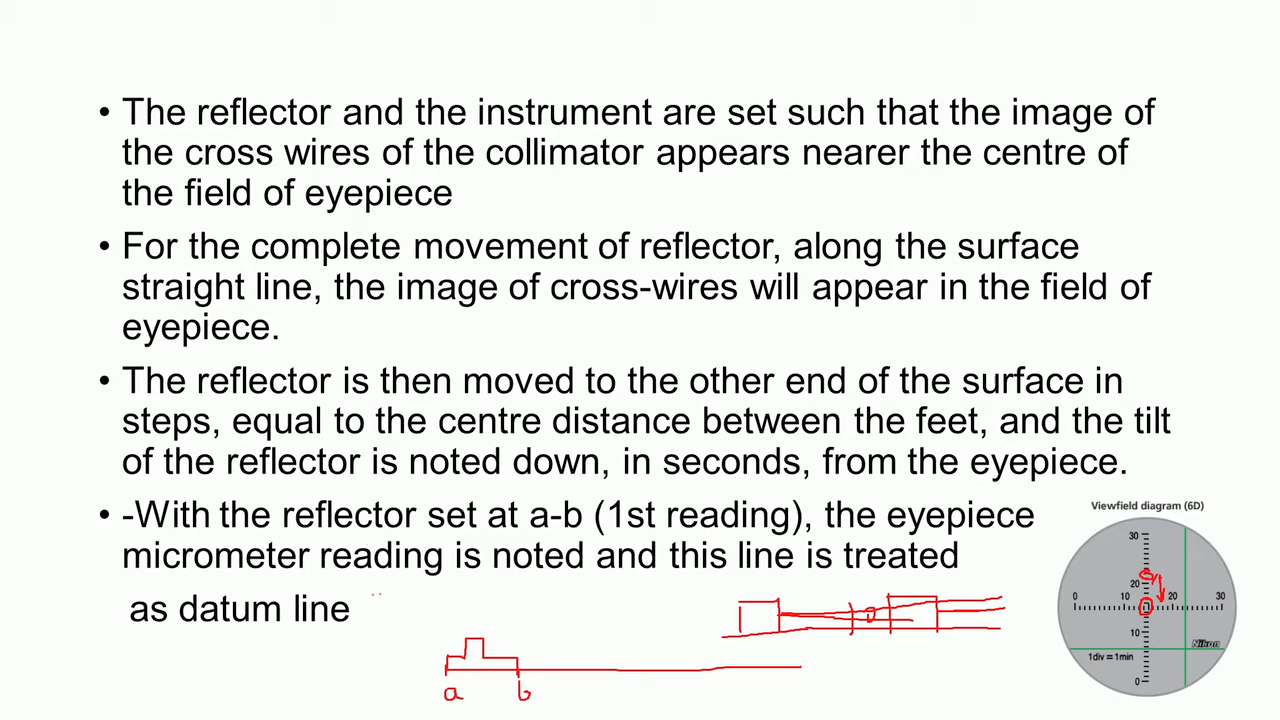 • The reflector and the instrument are set such that the image of
the cross wires of the collimator appears nearer the centre of
the field of eyepiece
• For the complete movement of reflector, along the surface
straight line, the image of cross-wires will appear in the field of
eyepiece.
• The reflector is then moved to the other end of the surface in
steps, equal to the centre distance between the feet, and the tilt
of the reflector is noted down, in seconds, from the eyepiece.
• -With the reflector set at a-b (1st reading), the eyepiece
micrometer reading is noted and this line is treated
as datum line
a b
Viewfield diagram (6D)
30
20
0 10 20 30
10
Nikon
1div=1min
0